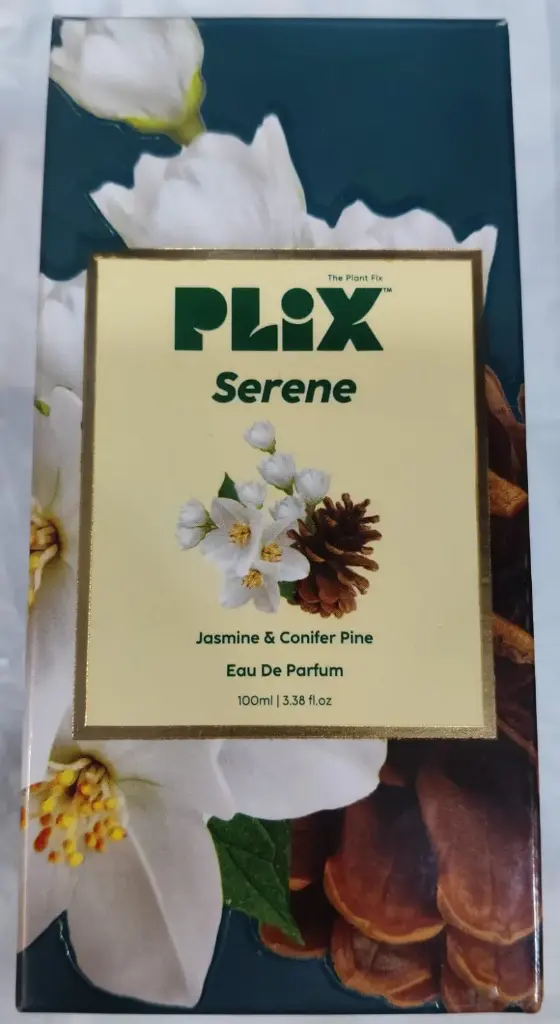 The Plant Fix
PLiX™
Serene
Jasmine & Conifer Pine
Eau De Parfum
100ml | 3.38 fl.oz